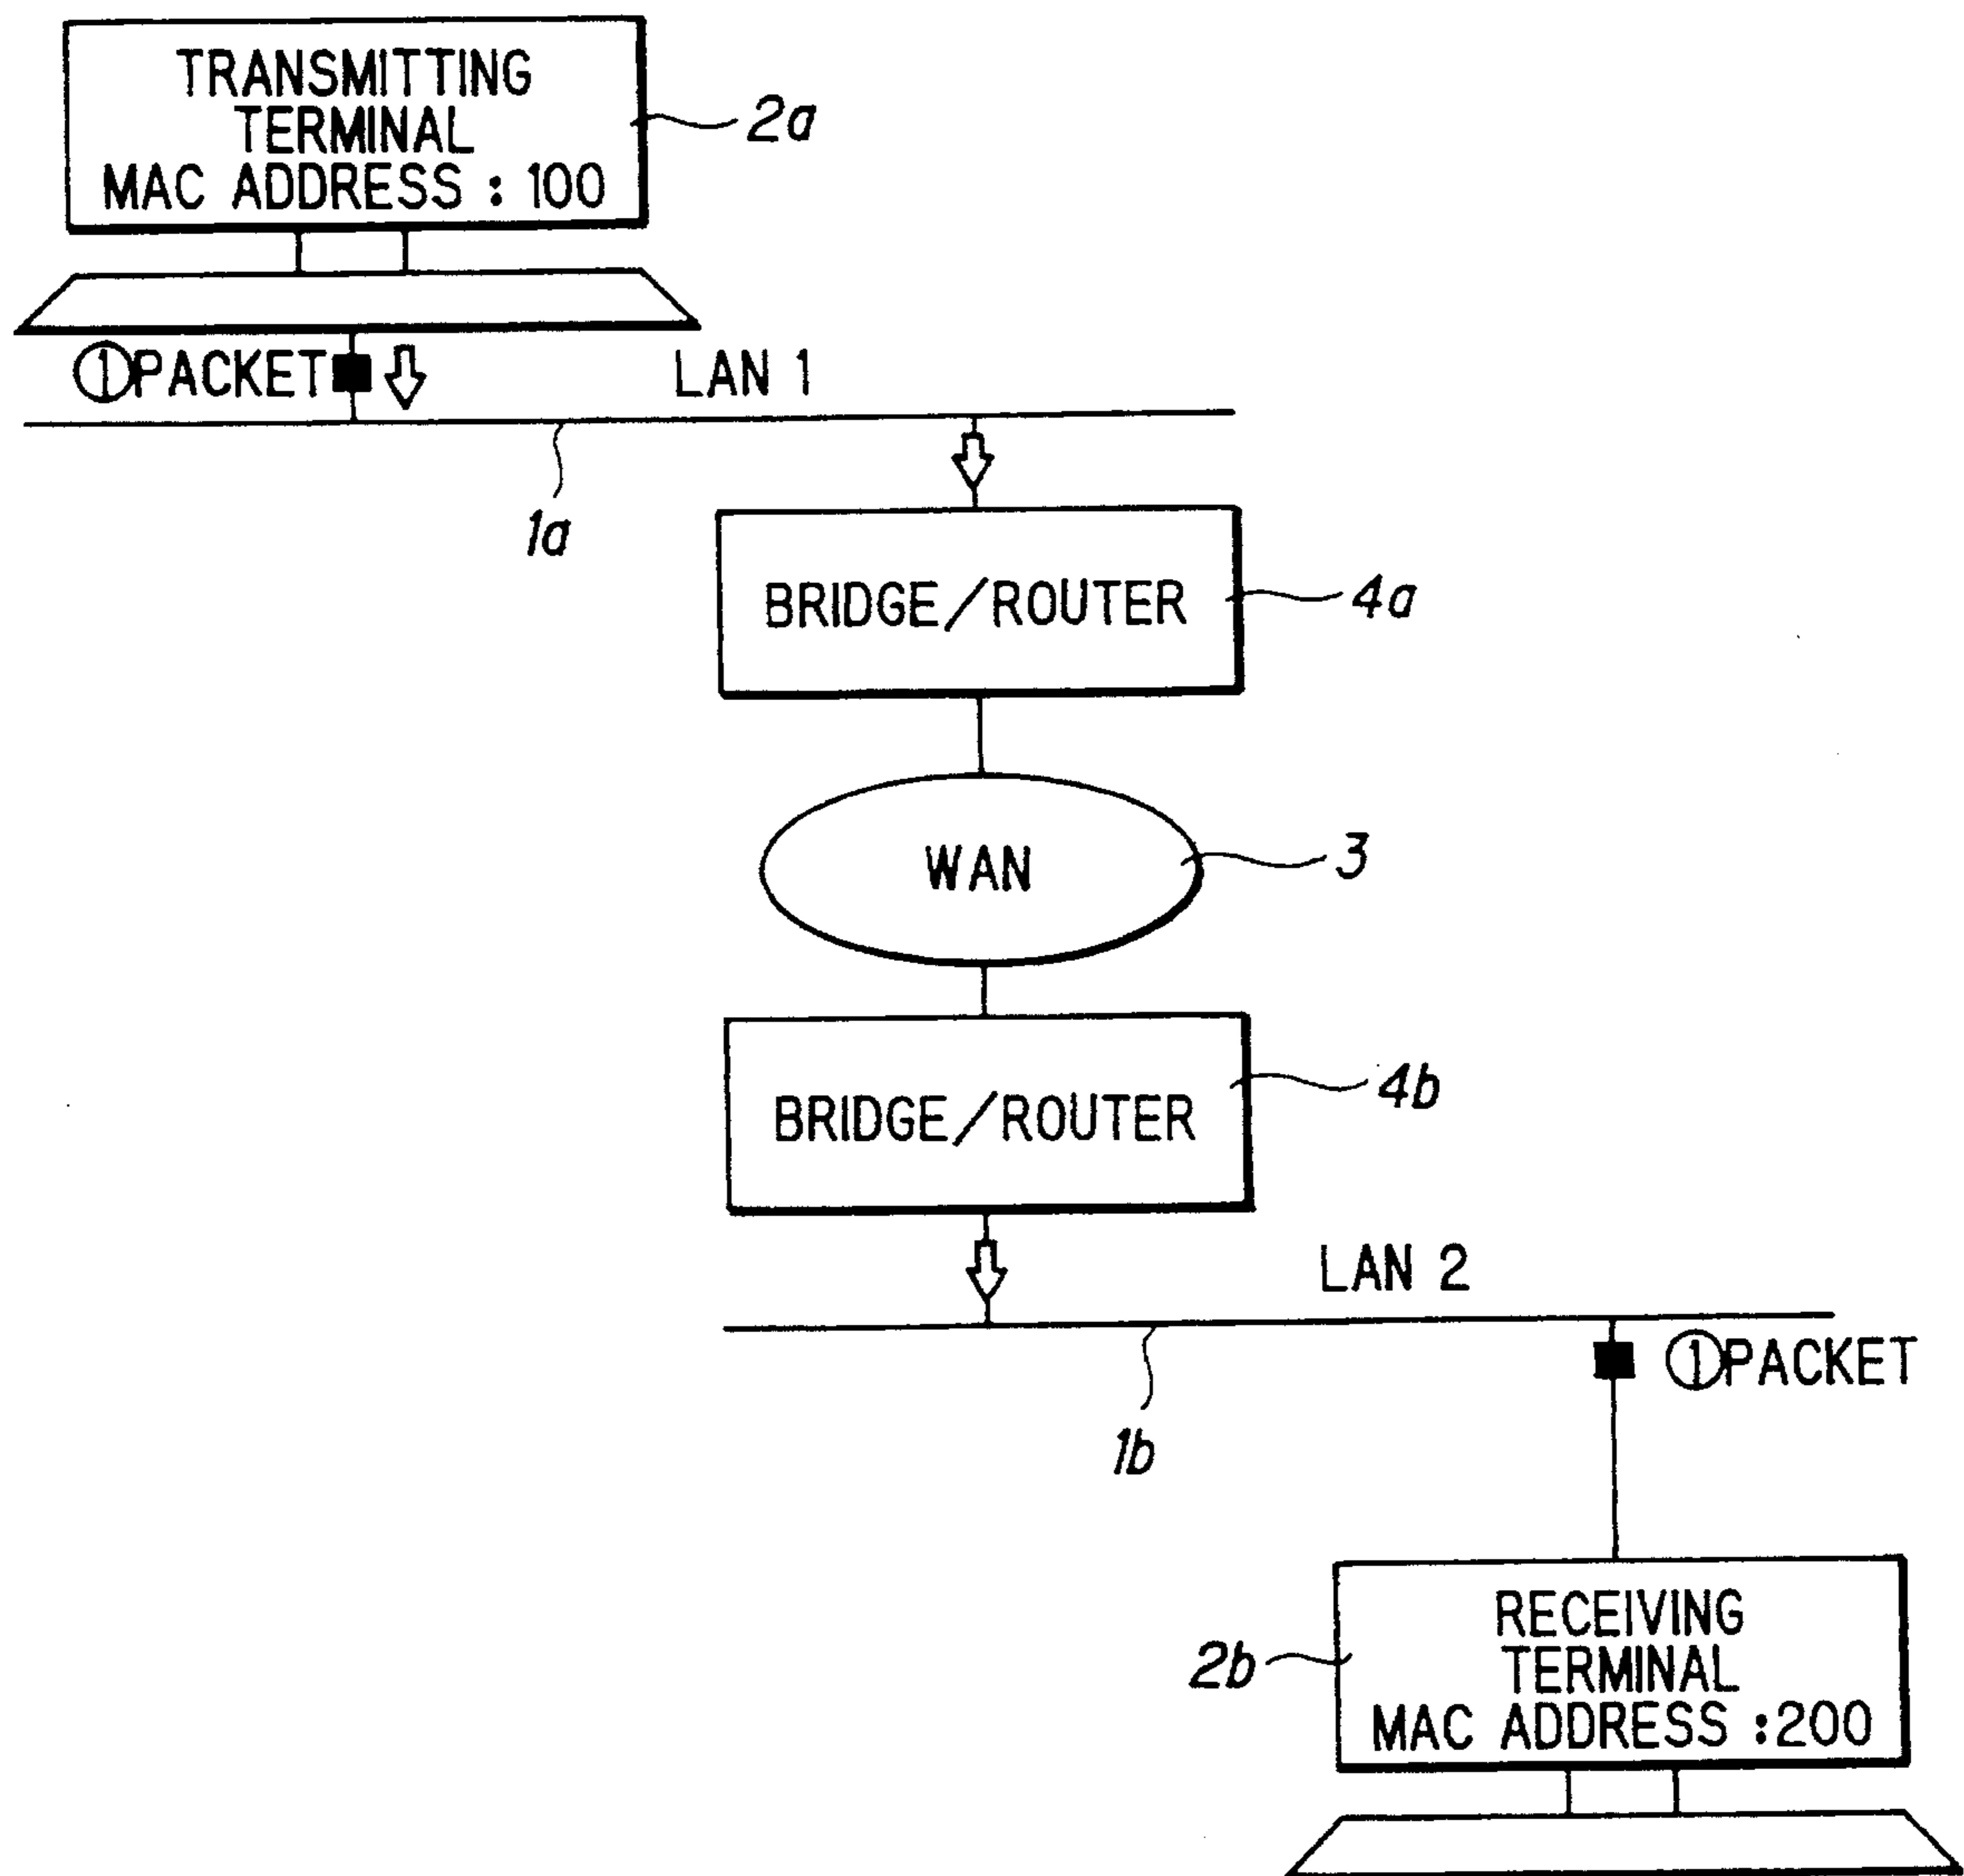 TRANSMITTING
TERMINAL
MAC ADDRESS : 100
2a
①PACKET
LAN 1
1a
BRIDGE/ROUTER
4a
WAN
3
BRIDGE/ROUTER
4b
LAN 2
①PACKET
1b
RECEIVING
TERMINAL
MAC ADDRESS :200
2b